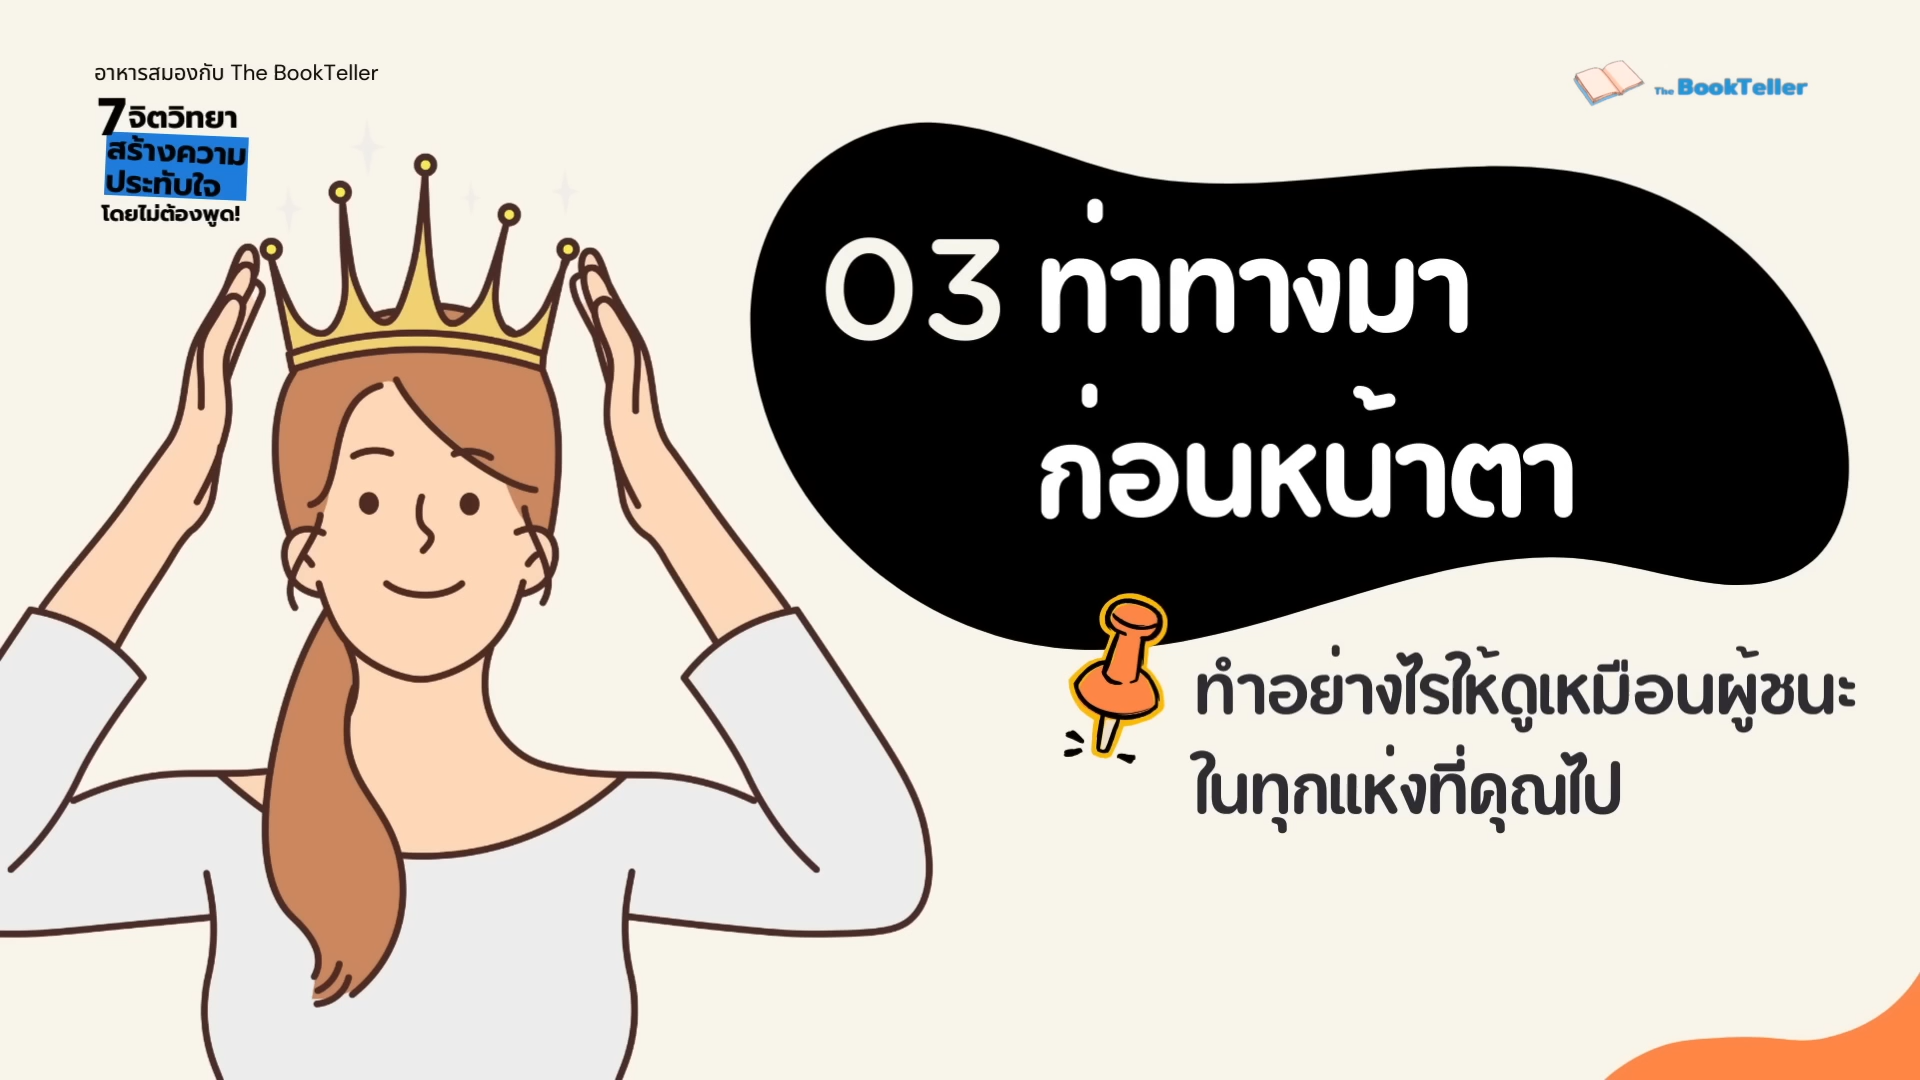 อาหารสมองกับ The BookTeller
7 จิตวิทยา
สร้างความ
ประทับใจ
โดยไม่ต้องพูด!
The BookTeller
03 ท่าทางมา
ก่อนหน้าตา
ทำอย่างไรให้ดูเหมือนผู้ชนะ
ในทุกแห่งที่คุณไป